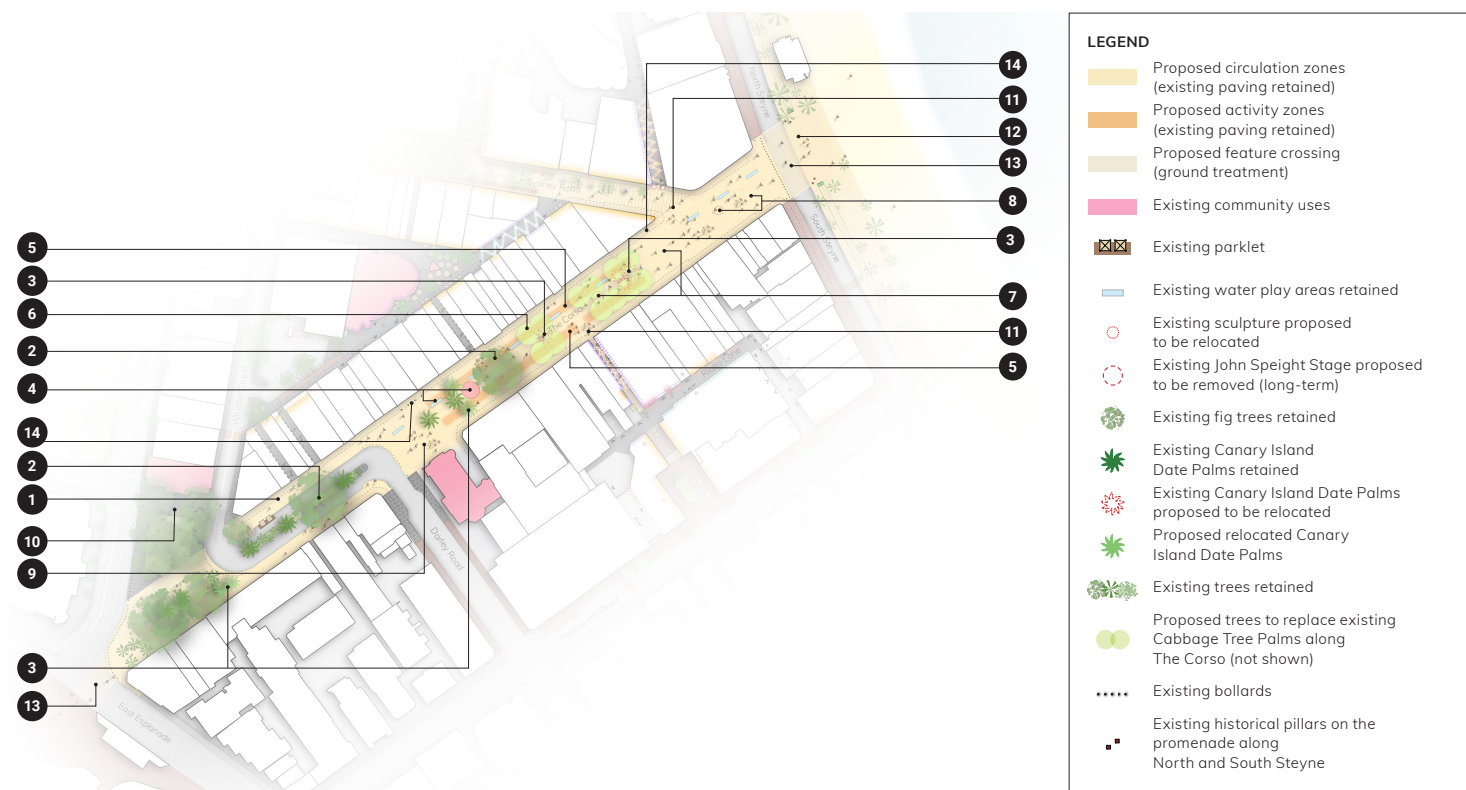 14
11
12
13
8
3
7
11
5
5
3
6
2
4
14
2
1
10
9
3
13
North Steyne
South Steyne
The Corso
Darley Road
East Esplanade
LEGEND
Proposed circulation zones
(existing paving retained)
Proposed activity zones
(existing paving retained)
Proposed feature crossing
(ground treatment)
Existing community uses
Existing parklet
Existing water play areas retained
Existing sculpture proposed
to be relocated
Existing John Speight Stage proposed
to be removed (long-term)
Existing fig trees retained
Existing Canary Island
Date Palms retained
Existing Canary Island Date Palms
proposed to be relocated
Proposed relocated Canary
Island Date Palms
Existing trees retained
Proposed trees to replace existing
Cabbage Tree Palms along
The Corso (not shown)
Existing bollards
Existing historical pillars on the
promenade along
North and South Steyne